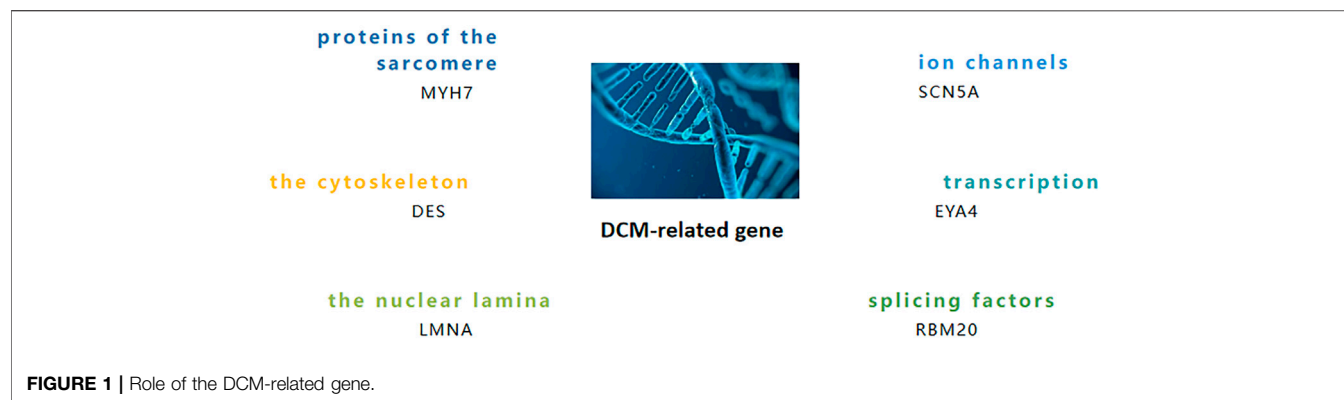 proteins of the
sarcomere
MYH7
ion channels
SCN5A
the cytoskeleton
DES
transcription
EYA4
DCM-related gene
the nuclear lamina
LMNA
splicing factors
RBM20
FIGURE 1 | Role of the DCM-related gene.